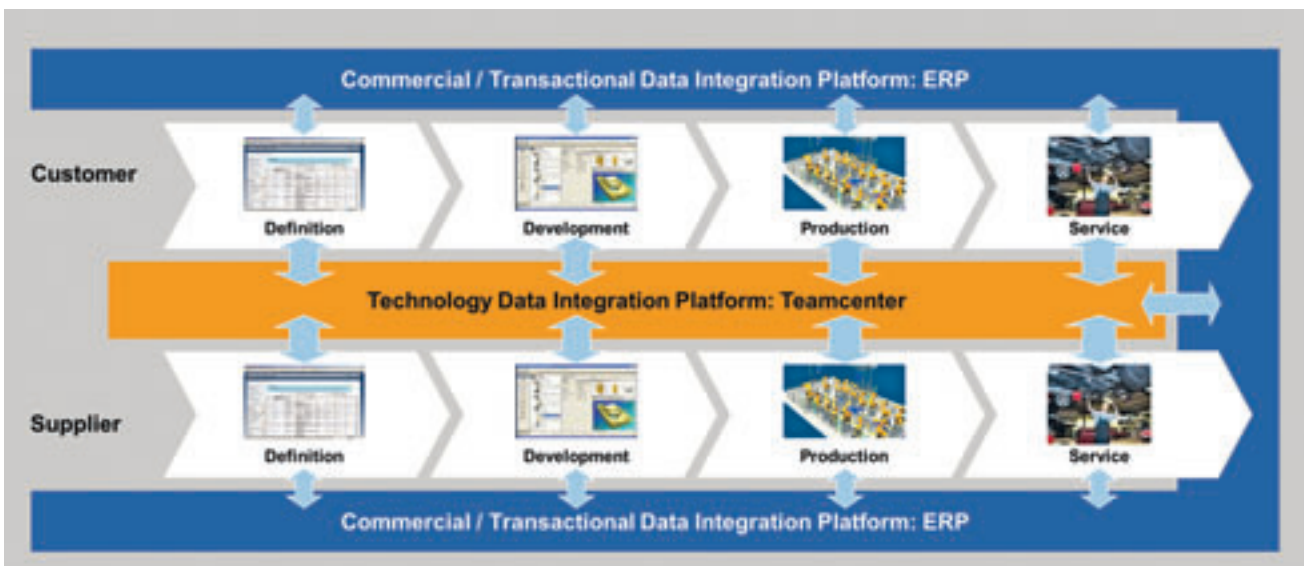 Commercial / Transactional Data Integration Platform: ERP
Customer
Definition
Development
Production
Service
Technology Data Integration Platform: Teamcenter
Supplier
Definition
Development
Production
Service
Commercial / Transactional Data Integration Platform: ERP